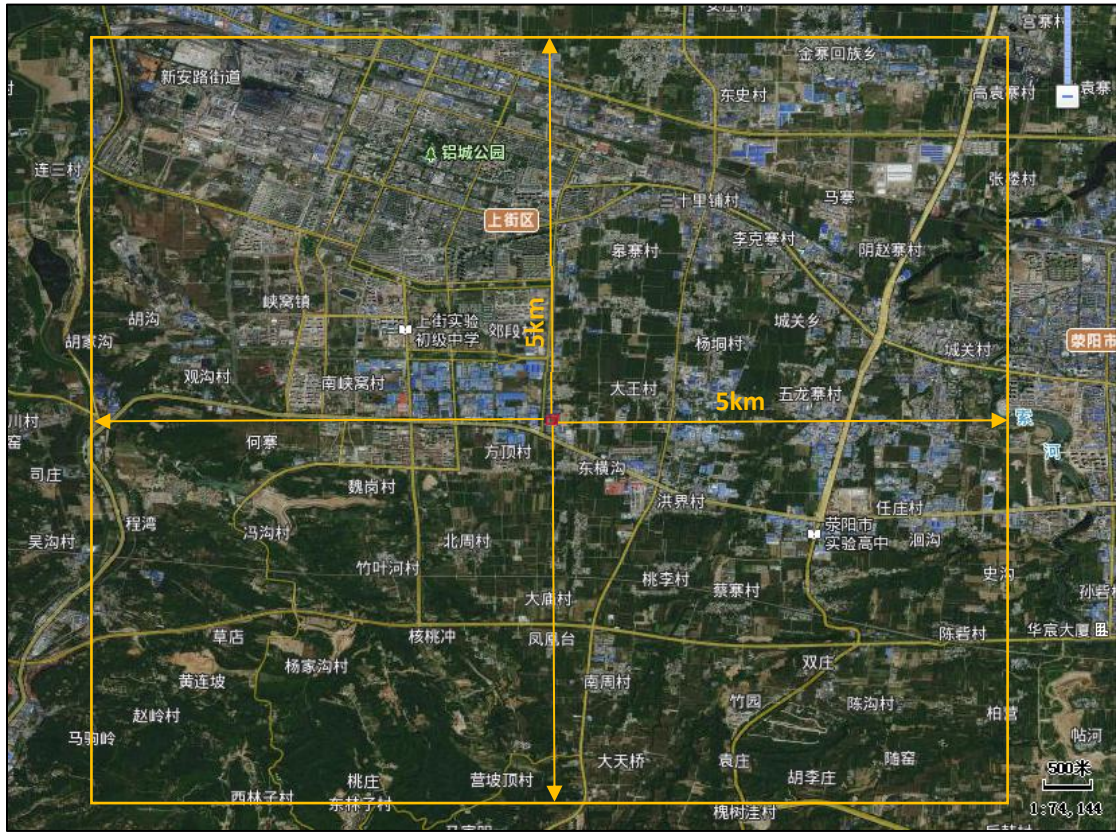 金寨回族乡
新安路街道
高袁寨村
袁寨
东史村
铝城公园
连三村
张楼村
三十里铺村
马寨
上街区
李克寨村
皋寨村
阴赵寨村
峡窝镇
5km
胡沟
上街实验
初级中学
城关乡
胡家沟
杨垌村
城关村
荥阳市
观沟村
南峡窝村
大王村
五龙寨村
5km
川村
索
河
窑
何寨
方顶村
东横沟
司庄
魏岗村
洪界村
任庄村
程湾
冯沟村
荥阳市
实验高中
吴沟村
北周村
洄沟
竹叶河村
桃李村
蔡寨村
史沟
大庙村
草店
核桃冲
凤凰台
陈砦村
华宸大厦
杨家沟村
双庄
黄连坡
南周村
竹园
陈沟村
赵岭村
柏营
马驹岭
帖河
大天桥
袁庄
随窑
500米
桃庄
营坡顶村
胡李庄
西林子村
东林子村
1:74,144
槐树洼村